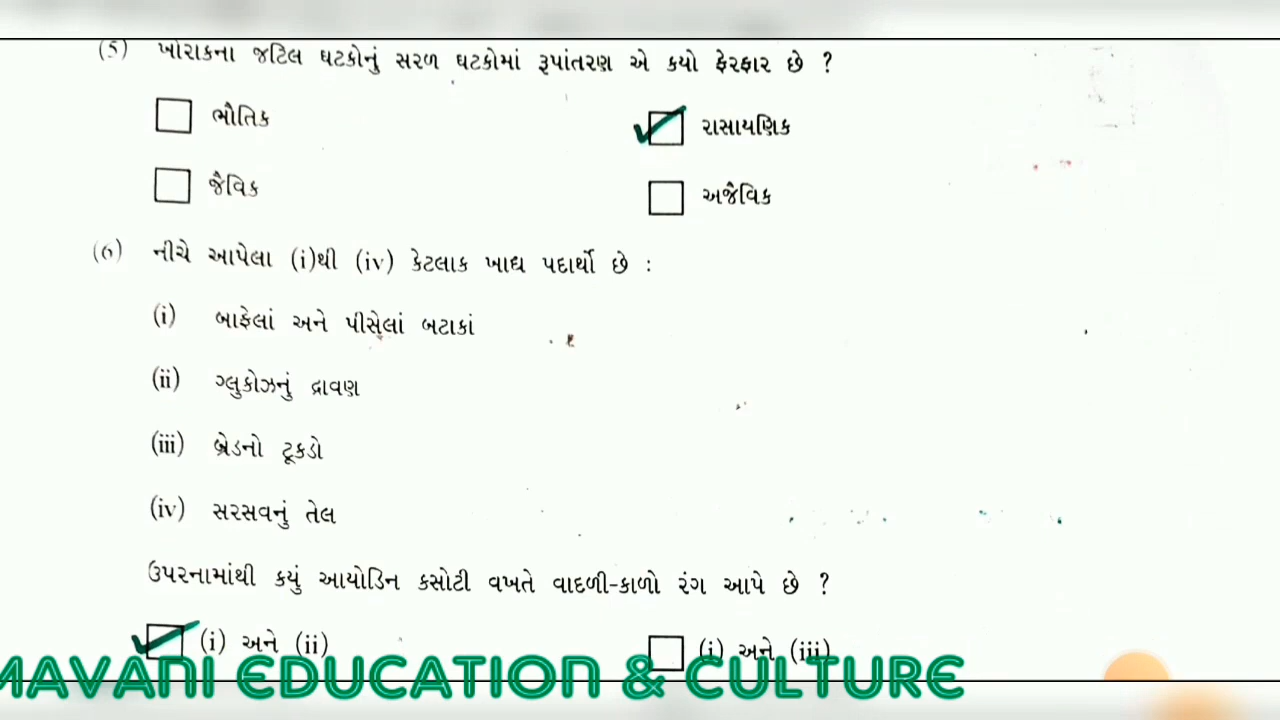 (5) ખોરાકના જટિલ ઘટકોનું સરળ ઘટકોમાં રૂપાંતરણ એ કયો ફેરફાર છે ?
ભૌતિક
રાસાયણિક
જૈવિક
અજૈવિક
(6) નીચે આપેલા (i)થી (iv) કેટલાક ખાદ્ય પદાર્થો છે :
(i) બાફેલાં અને પીસેલાં બટાકાં
(ii) ગ્લુકોઝનું દ્રાવણ
(iii) બ્રેડનો ટૂકડો
(iv) સરસવનું તેલ
ઉપરનામાંથી કયું આયોડિન કસોટી વખતે વાદળી-કાળો રંગ આપે છે ?
(i) અને (ii)
(i) અને (iii)
MAVANI EDUCATION & CULTURE